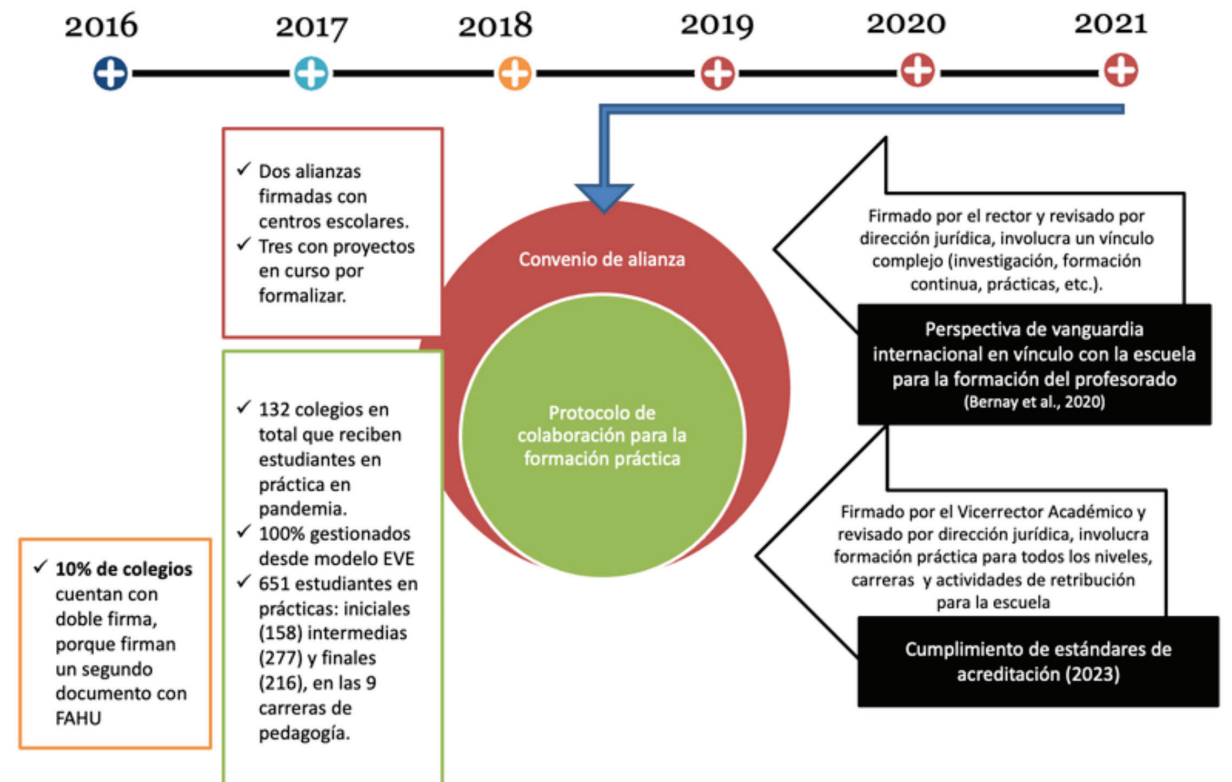 2016 2017 2018 2019 2020 2021
✓ Dos alianzas
firmadas con
centros escolares.
✓ Tres con proyectos
en curso por
formalizar.
✓ 132 colegios en
total que reciben
estudiantes en
práctica en
pandemia.
✓ 100% gestionados
desde modelo EVE
✓ 651 estudiantes en
prácticas: iniciales
(158) intermedias
(277) y finales
(216), en las 9
carreras de
pedagogía.
✓ 10% de colegios
cuentan con
doble firma,
porque firman
un segundo
documento con
FAHU
Convenio de alianza
Protocolo de
colaboración para la
formación práctica
Firmado por el rector y revisado por
dirección jurídica, involucra un vínculo
complejo (investigación, formación
continua, prácticas, etc.).
Perspectiva de vanguardia
internacional en vínculo con la escuela
para la formación del profesorado
(Bernay et al., 2020)
Firmado por el Vicerrector Académico y
revisado por dirección jurídica, involucra
formación práctica para todos los niveles,
carreras y actividades de retribución
para la escuela
Cumplimiento de estándares de
acreditación (2023)